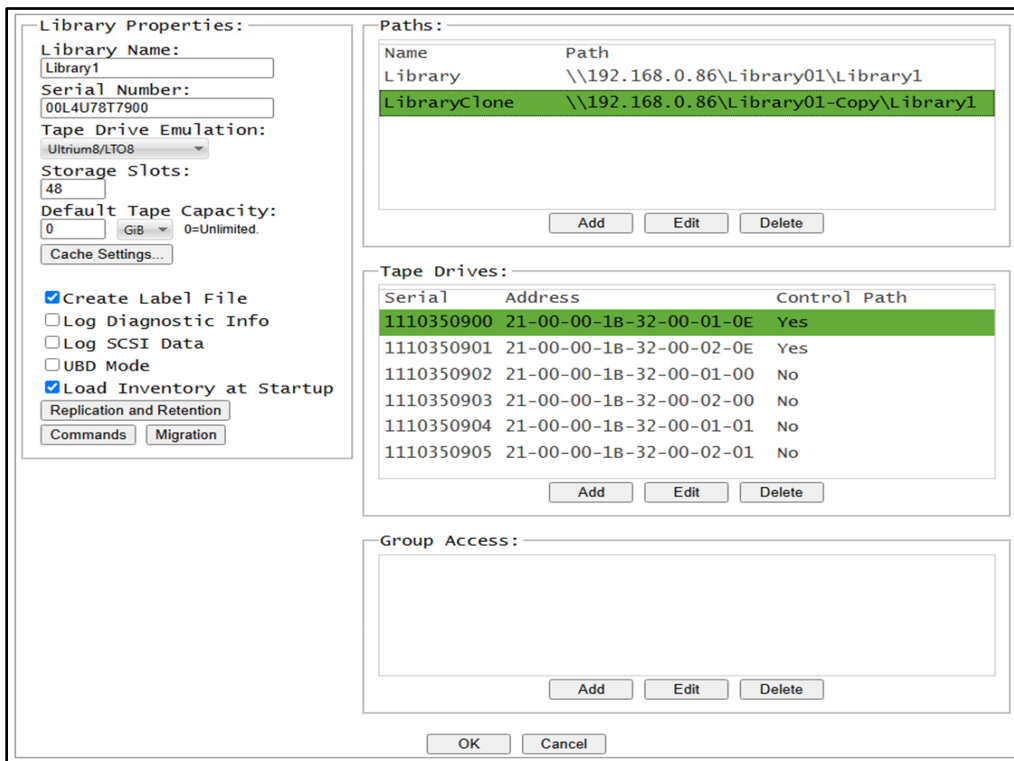 Library Properties:
Library Name:
Library1
Serial Number:
00L4U78T7900
Tape Drive Emulation:
Ultrium8/LTO8
Storage Slots:
48
Default Tape Capacity:
0 GiB 0=Unlimited.
Cache Settings...
Create Label File
Log Diagnostic Info
Log SCSI Data
UBD Mode
Load Inventory at Startup
Replication and Retention
Commands Migration
Paths:
Name Path
Library \\192.168.0.86\Library01\Library1
LibraryClone \\192.168.0.86\Library01-Copy\Library1
Add Edit Delete
Tape Drives:
Serial Address Control Path
1110350900 21-00-00-1B-32-00-01-0E Yes
1110350901 21-00-00-1B-32-00-02-0E Yes
1110350902 21-00-00-1B-32-00-01-00 No
1110350903 21-00-00-1B-32-00-02-00 No
1110350904 21-00-00-1B-32-00-01-01 No
1110350905 21-00-00-1B-32-00-02-01 No
Add Edit Delete
Group Access:
Add Edit Delete
OK Cancel